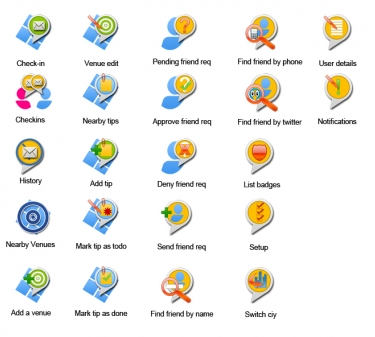 Check-in Venue edit Pending friend req Find friend by phone User details
Checkins Nearby tips Approve friend req Find friend by twitter Notifications
History Add tip Deny friend req List badges
Nearby Venues Mark tip as todo Send friend req Setup
Add a venue Mark tip as done Find friend by name Switch ciy